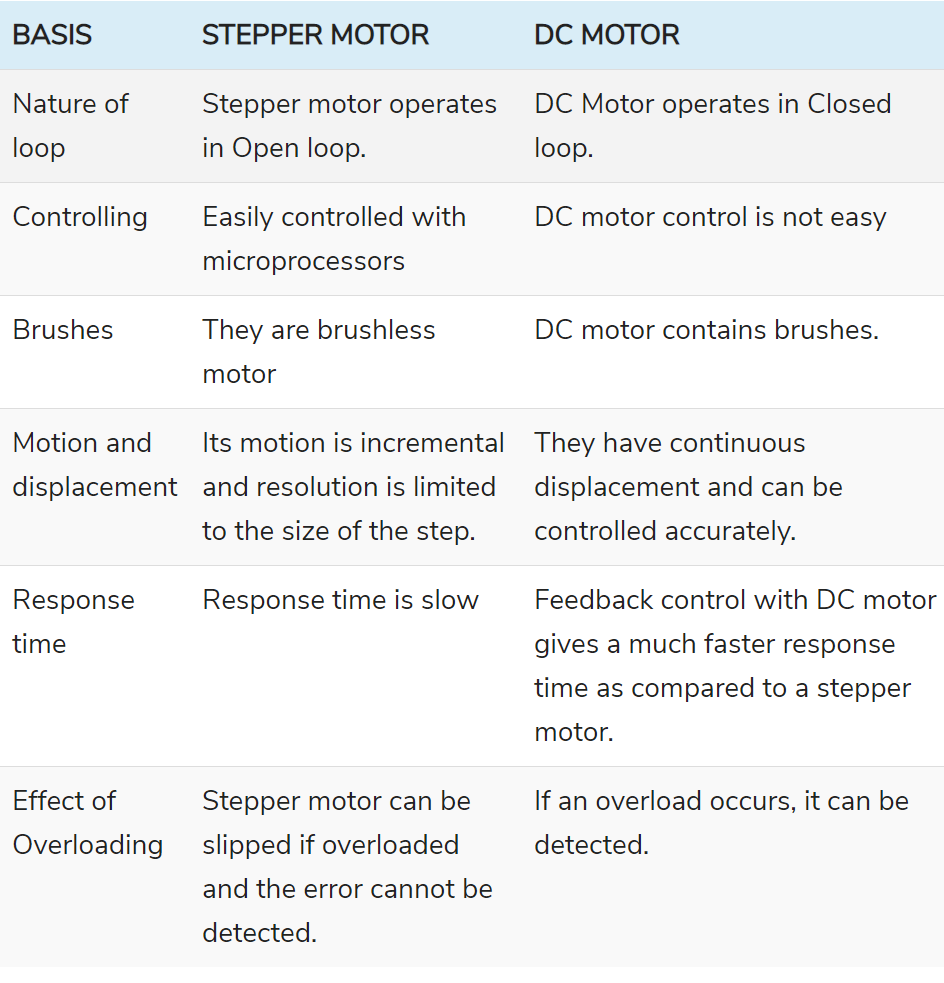 BASIS STEPPER MOTOR DC MOTOR
Nature of Stepper motor operates DC Motor operates in Closed
loop in Open loop. loop.
Controlling Easily controlled with DC motor control is not easy
microprocessors
Brushes They are brushless DC motor contains brushes.
motor
Motion and Its motion is incremental They have continuous
displacement and resolution is limited displacement and can be
to the size of the step. controlled accurately.
Response Response time is slow Feedback control with DC motor
time gives a much faster response
time as compared to a stepper
motor.
Effect of Stepper motor can be If an overload occurs, it can be
Overloading slipped if overloaded detected.
and the error cannot be
detected.